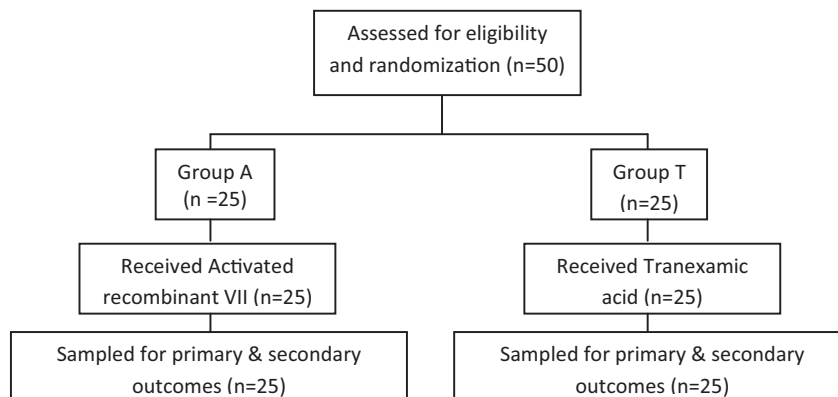 Assessed for eligibility
and randomization (n=50)
Group A
(n =25)
Group T
(n=25)
Received Activated
recombinant VII (n=25)
Received Tranexamic
acid (n=25)
Sampled for primary & secondary
outcomes (n=25)
Sampled for primary & secondary
outcomes (n=25)